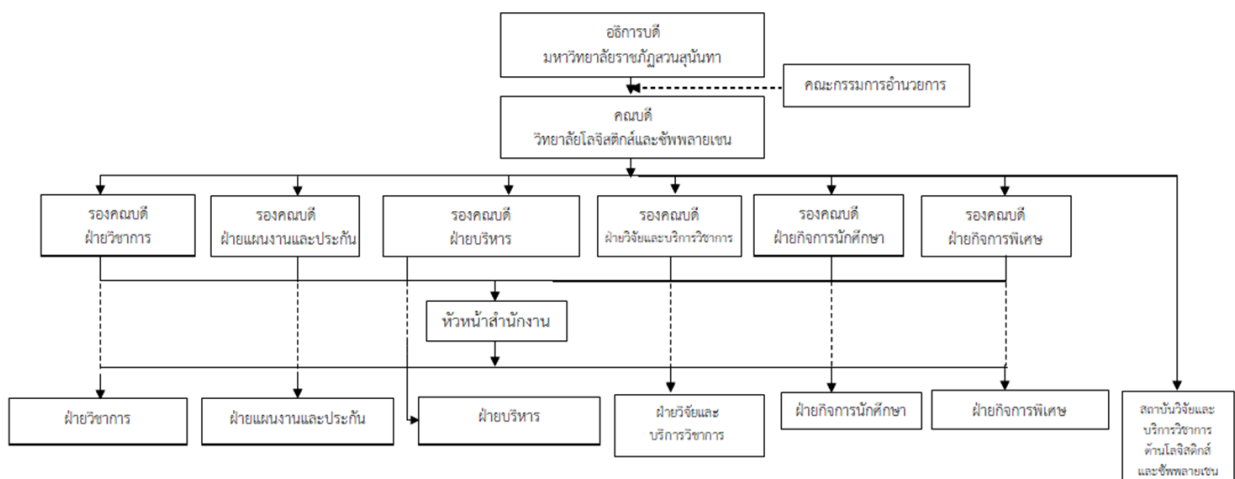 อธิการบดี
มหาวิทยาลัยราชภัฏสวนสุนันทา
คณะกรรมการอำนวยการ
คณบดี
วิทยาลัยโลจิสติกส์และซัพพลายเชน
รองคณบดี
ฝ่ายวิชาการ
รองคณบดี
ฝ่ายแผนงานและประกัน
รองคณบดี
ฝ่ายบริหาร
รองคณบดี
ฝ่ายวิจัยและบริการวิชาการ
รองคณบดี
ฝ่ายกิจการนักศึกษา
รองคณบดี
ฝ่ายกิจการพิเศษ
หัวหน้าสำนักงาน
ฝ่ายวิชาการ
ฝ่ายแผนงานและประกัน
ฝ่ายบริหาร
ฝ่ายวิจัยและ
บริการวิชาการ
ฝ่ายกิจการนักศึกษา
ฝ่ายกิจการพิเศษ
สถาบันวิจัยและ
บริการวิชาการ
ด้านโลจิสติกส์
และซัพพลายเชน